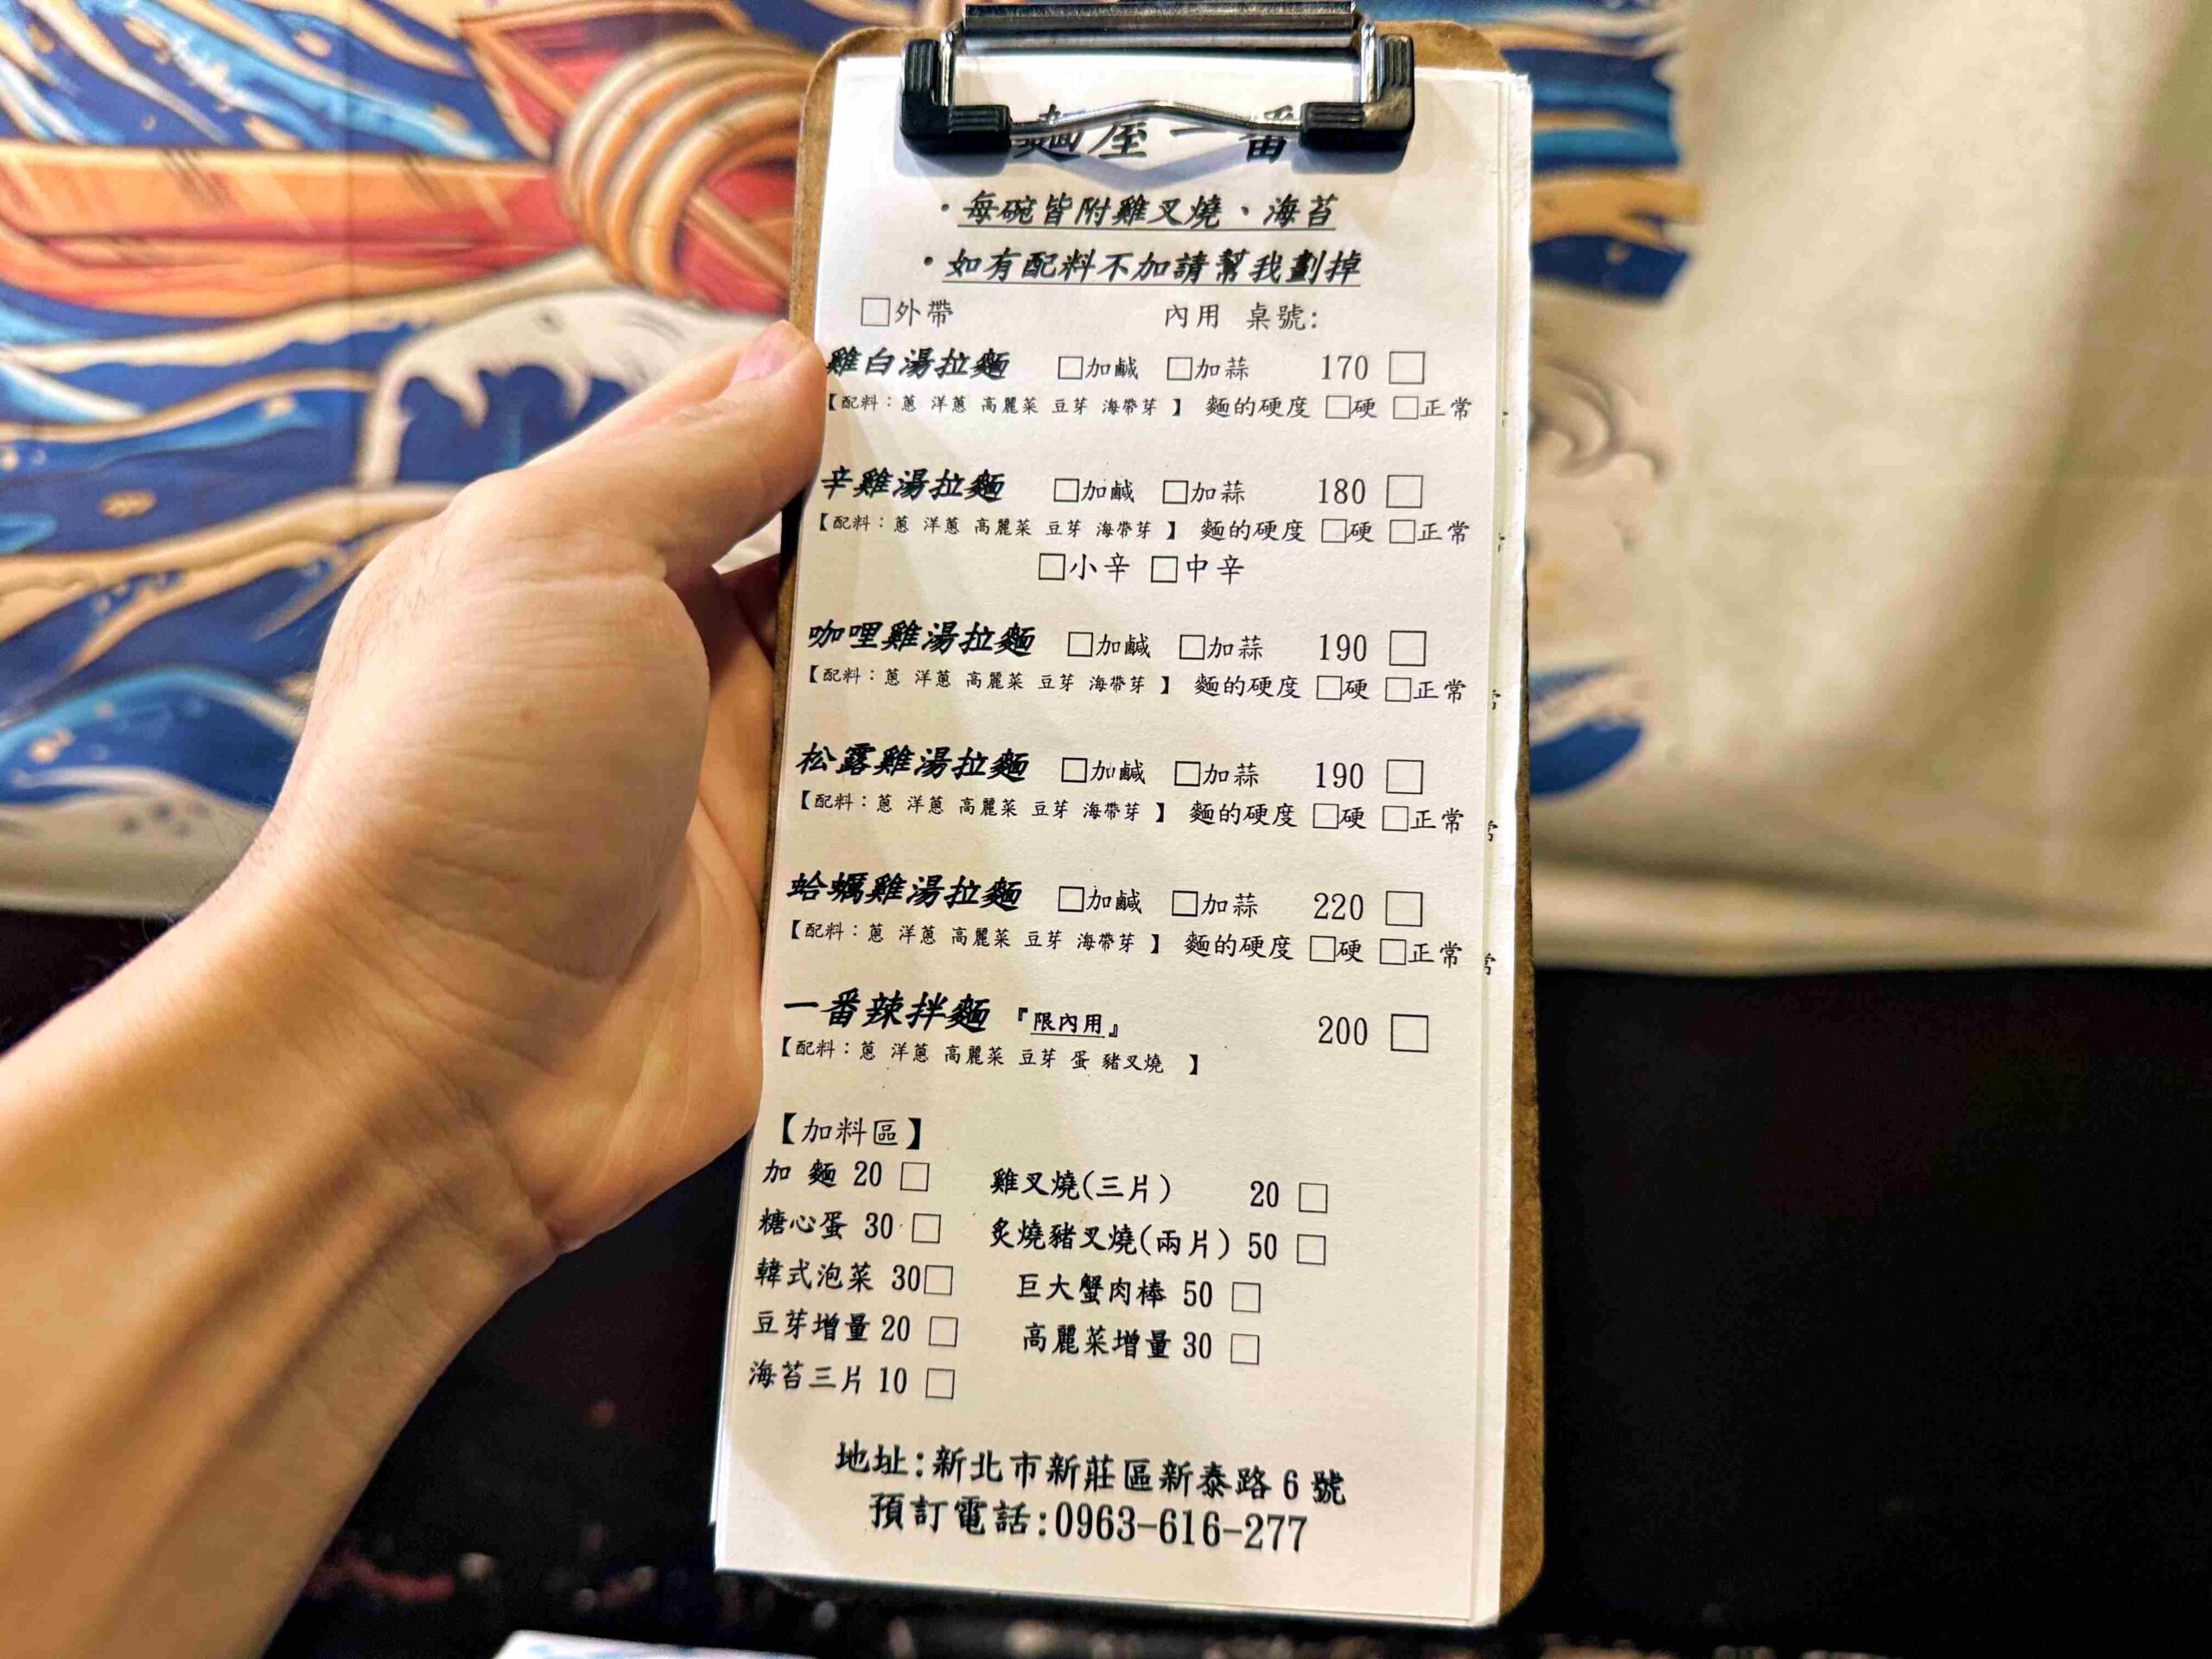 麵屋一番
・每碗皆附雞叉燒、海苔
・如有配料不加請幫我劃掉
□外帶 內用 桌號:
雞白湯拉麵 □加鹹 □加蒜 170 □
【配料：蔥 洋蔥 高麗菜 豆芽 海帶芽 】 麵的硬度 □硬 □正常
辛雞湯拉麵 □加鹹 □加蒜 180 □
【配料：蔥 洋蔥 高麗菜 豆芽 海帶芽 】 麵的硬度 □硬 □正常
□小辛 □中辛
咖哩雞湯拉麵 □加鹹 □加蒜 190 □
【配料：蔥 洋蔥 高麗菜 豆芽 海帶芽 】 麵的硬度 □硬 □正常
松露雞湯拉麵 □加鹹 □加蒜 190 □
【配料：蔥 洋蔥 高麗菜 豆芽 海帶芽 】 麵的硬度 □硬 □正常
蛤蠣雞湯拉麵 □加鹹 □加蒜 220 □
【配料：蔥 洋蔥 高麗菜 豆芽 海帶芽 】 麵的硬度 □硬 □正常
一番辣拌麵 『限內用』 200 □
【配料：蔥 洋蔥 高麗菜 豆芽 蛋 豬叉燒 】
【加料區】
加 麵 20 □ 雞叉燒(三片) 20 □
糖心蛋 30 □ 炙燒豬叉燒(兩片) 50 □
韓式泡菜 30□ 巨大蟹肉棒 50 □
豆芽增量 20 □ 高麗菜增量 30 □
海苔三片 10 □
地址:新北市新莊區新泰路 6 號
預訂電話:0963-616-277